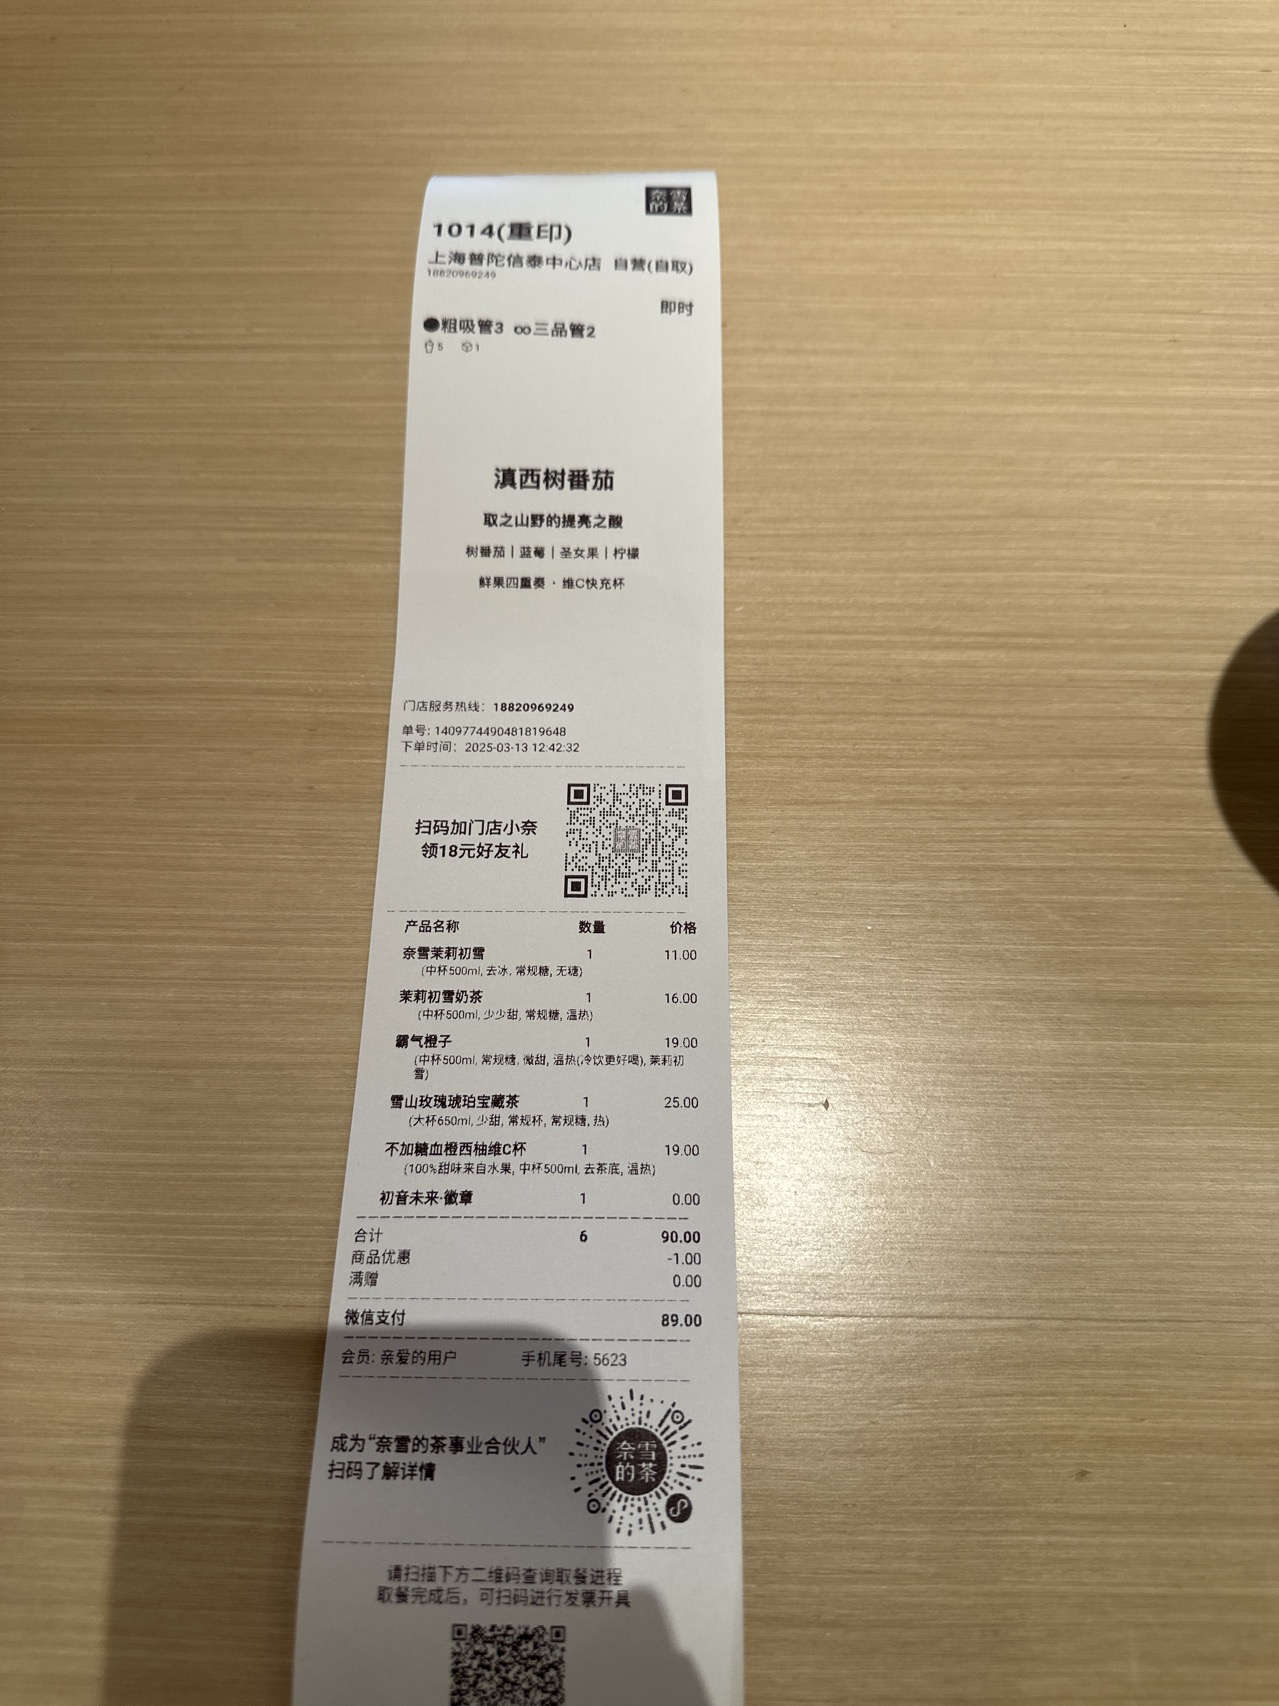 奈雪
的茶
1014(重印)
上海普陀信泰中心店 自营(自取)
18820969249
即时
粗吸管3 ∞三品管2
5 1
滇西树番茄
取之山野的提亮之酸
树番茄|蓝莓|圣女果|柠檬
鲜果四重奏·维C快充杯
门店服务热线: 18820969249
单号: 1409774490481819648
下单时间: 2025-03-13 12:42:32
扫码加门店小奈
领18元好友礼
产品名称 数量 价格
奈雪茉莉初雪 1 11.00
(中杯500ml, 去冰, 常规糖, 无糖)
茉莉初雪奶茶 1 16.00
(中杯500ml, 少少甜, 常规糖, 温热)
霸气橙子 1 19.00
(中杯500ml, 常规糖, 微甜, 温热(冷饮更好喝), 茉莉初
雪)
雪山玫瑰琥珀宝藏茶 1 25.00
(大杯650ml, 少甜, 常规杯, 常规糖, 热)
不加糖血橙西柚维C杯 1 19.00
(100%甜味来自水果, 中杯500ml, 去茶底, 温热)
初音未来·徽章 1 0.00
合计 6 90.00
商品优惠 -1.00
满赠 0.00
微信支付 89.00
会员: 亲爱的用户 手机尾号: 5623
成为“奈雪的茶事业合伙人”
扫码了解详情
奈雪
的茶
请扫描下方二维码查询取餐进程
取餐完成后，可扫码进行发票开具